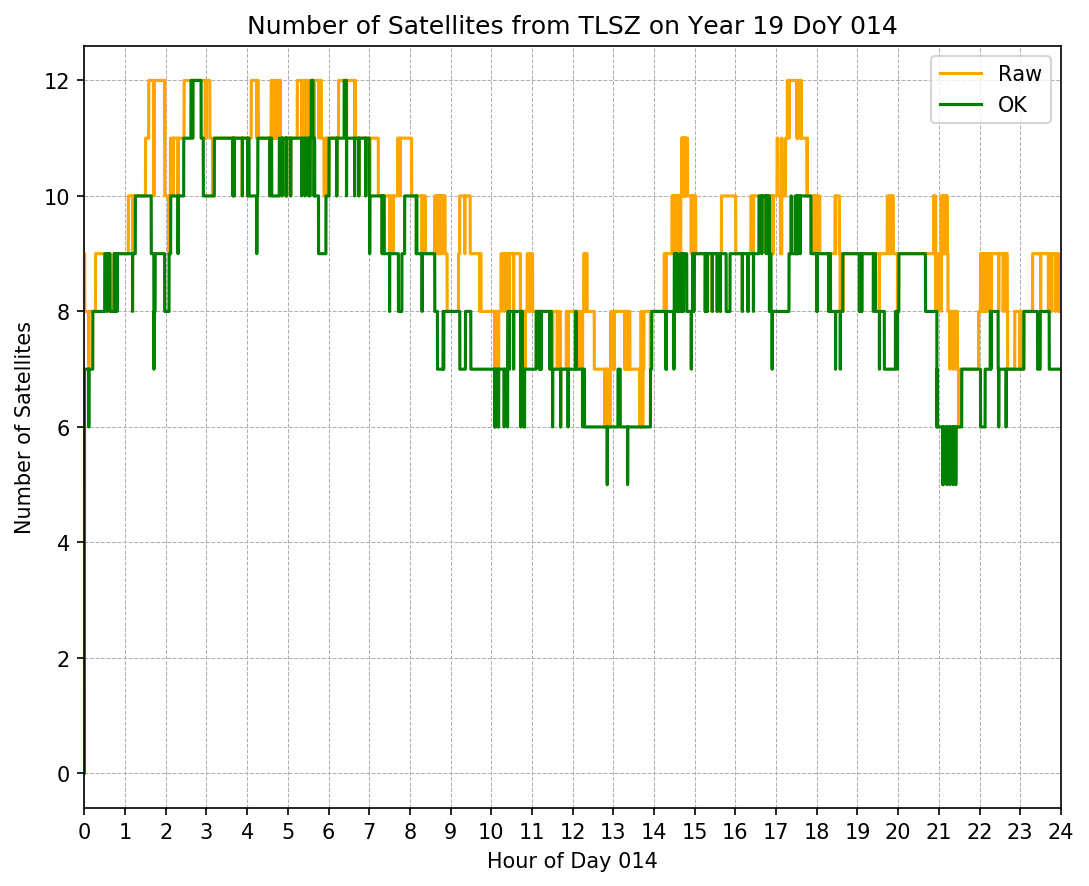 Number of Satellites from TLSZ on Year 19 DoY 014
Raw
OK
Number of Satellites
12
10
8
6
4
2
0
0 1 2 3 4 5 6 7 8 9 10 11 12 13 14 15 16 17 18 19 20 21 22 23 24
Hour of Day 014